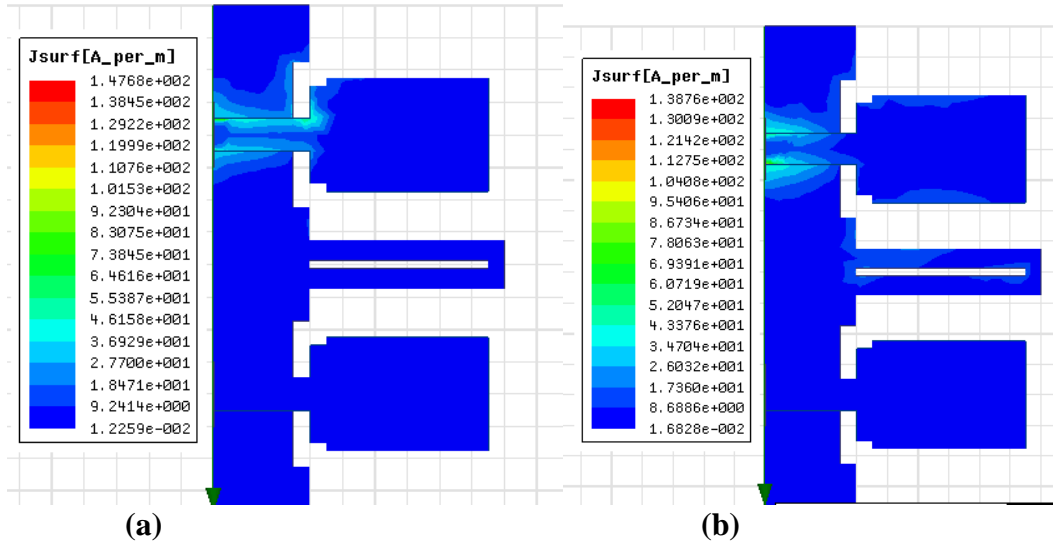 Jsurf[A_per_m]
1.4768e+002
1.3845e+002
1.2922e+002
1.1999e+002
1.1076e+002
1.0153e+002
9.2304e+001
8.3075e+001
7.3845e+001
6.4616e+001
5.5387e+001
4.6158e+001
3.6929e+001
2.7700e+001
1.8471e+001
9.2414e+000
1.2259e-002
(a)
Jsurf[A_per_m]
1.3876e+002
1.3009e+002
1.2142e+002
1.1275e+002
1.0408e+002
9.5406e+001
8.6734e+001
7.8063e+001
6.9391e+001
6.0719e+001
5.2047e+001
4.3376e+001
3.4704e+001
2.6032e+001
1.7360e+001
8.6886e+000
1.6828e-002
(b)